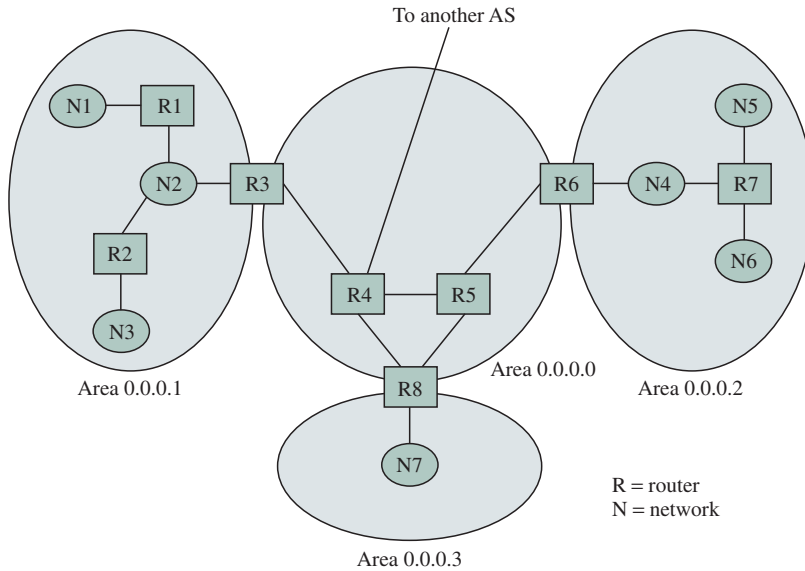 To another AS
N1
R1
N5
N2
R3
R6
N4
R7
R2
N6
R4
R5
N3
Area 0.0.0.0
R8
Area 0.0.0.1
Area 0.0.0.2
N7
R = router
N = network
Area 0.0.0.3